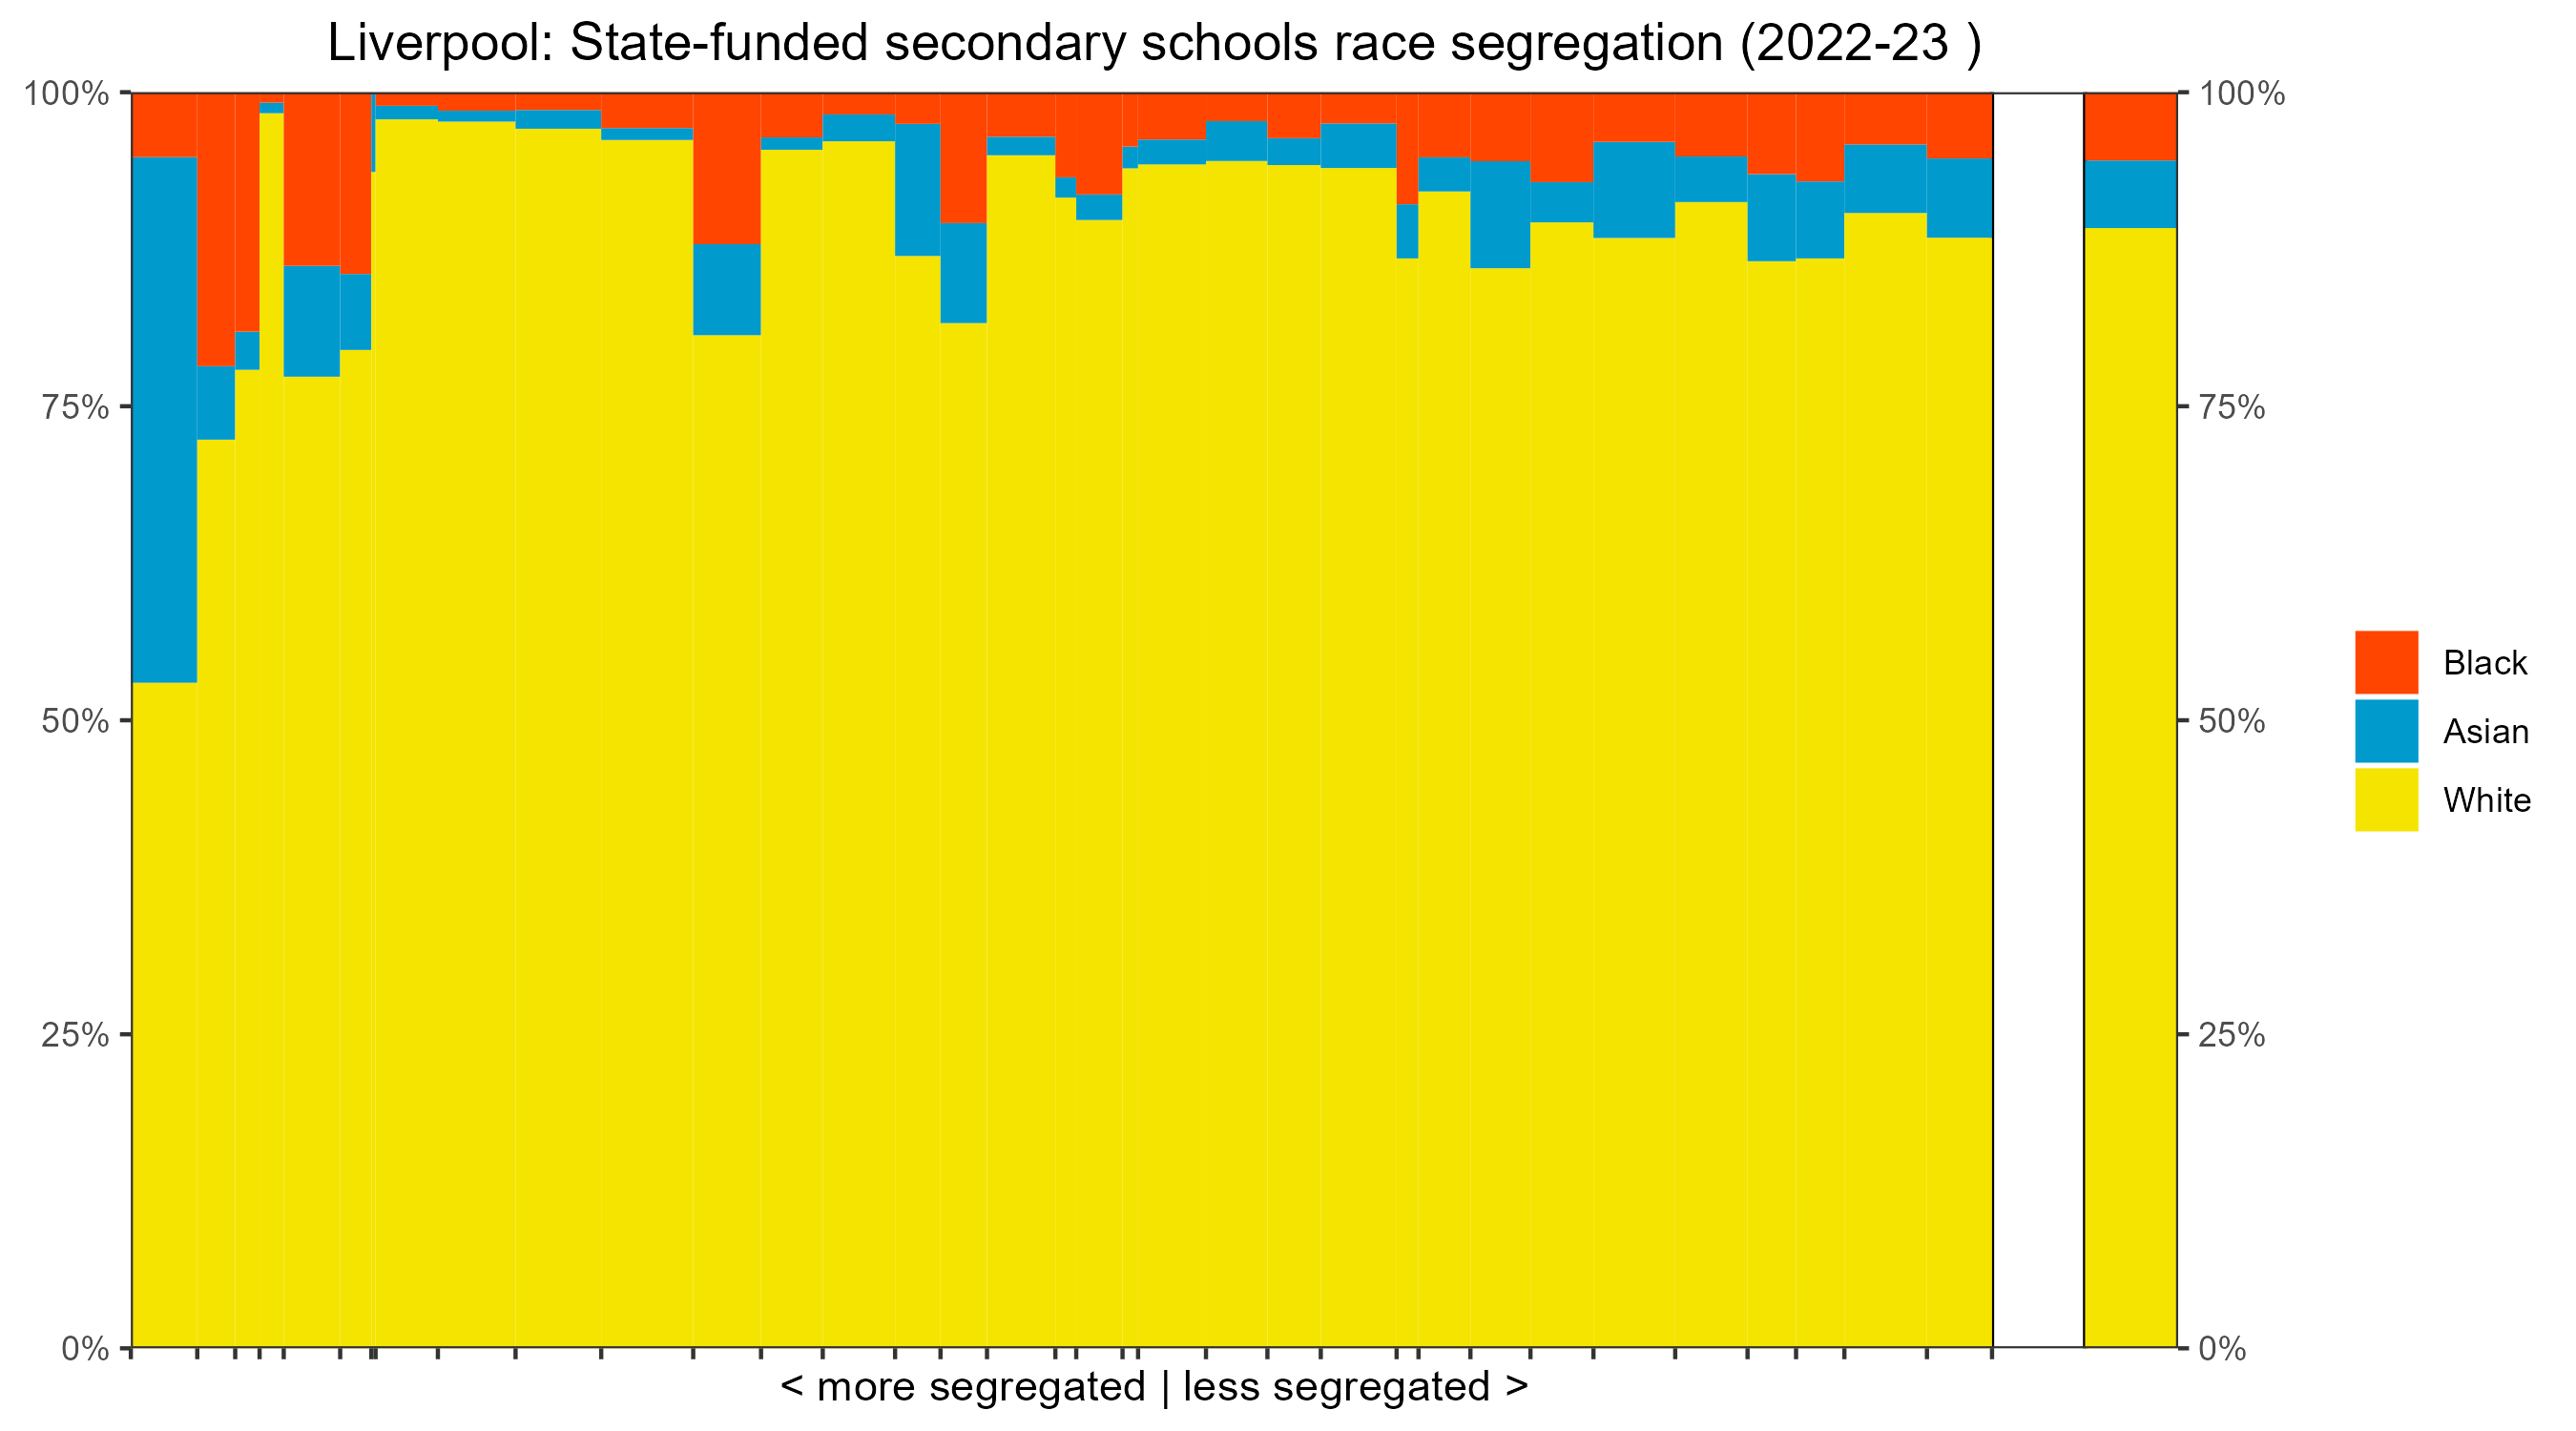 Liverpool: State-funded secondary schools race segregation (2022-23 )
100%
75%
50%
25%
0%
100%
75%
50%
25%
0%
Black
Asian
White
< more segregated | less segregated >